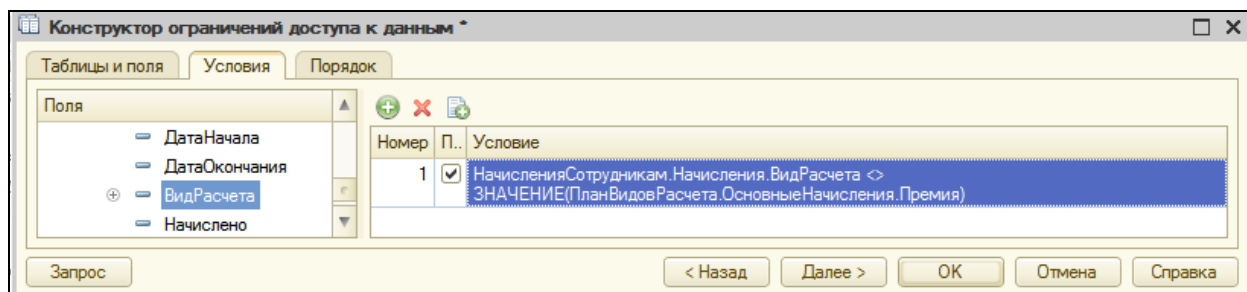 Конструктор ограничений доступа к данным *
Таблицы и поля Условия Порядок
Поля
ДатаНачала
ДатаОкончания
ВидРасчета
Начислено
Номер П.. Условие
1 НачисленияСотрудникам.Начисления.ВидРасчета <>
ЗНАЧЕНИЕ(ПланВидовРасчета.ОсновныеНачисления.Премия)
Запрос < Назад Далее > OK Отмена Справка